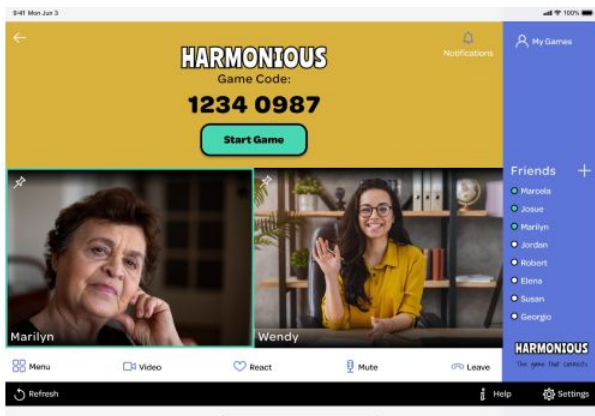 9:41 Mon Jun 3
100%
HARMONIOUS
Game Code:
1234 0987
Start Game
Notifications
My Games
Friends
Marcela
Josue
Marilyn
Jordan
Robert
Elena
Susan
Georgio
HARMONIOUS
The game that connects
Marilyn
Wendy
Menu
Video
React
Mute
Leave
Refresh
Help
Settings